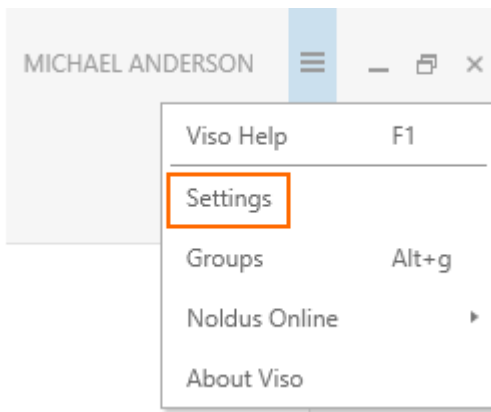 MICHAEL ANDERSON
Viso Help F1
Settings
Groups Alt+g
Noldus Online
About Viso